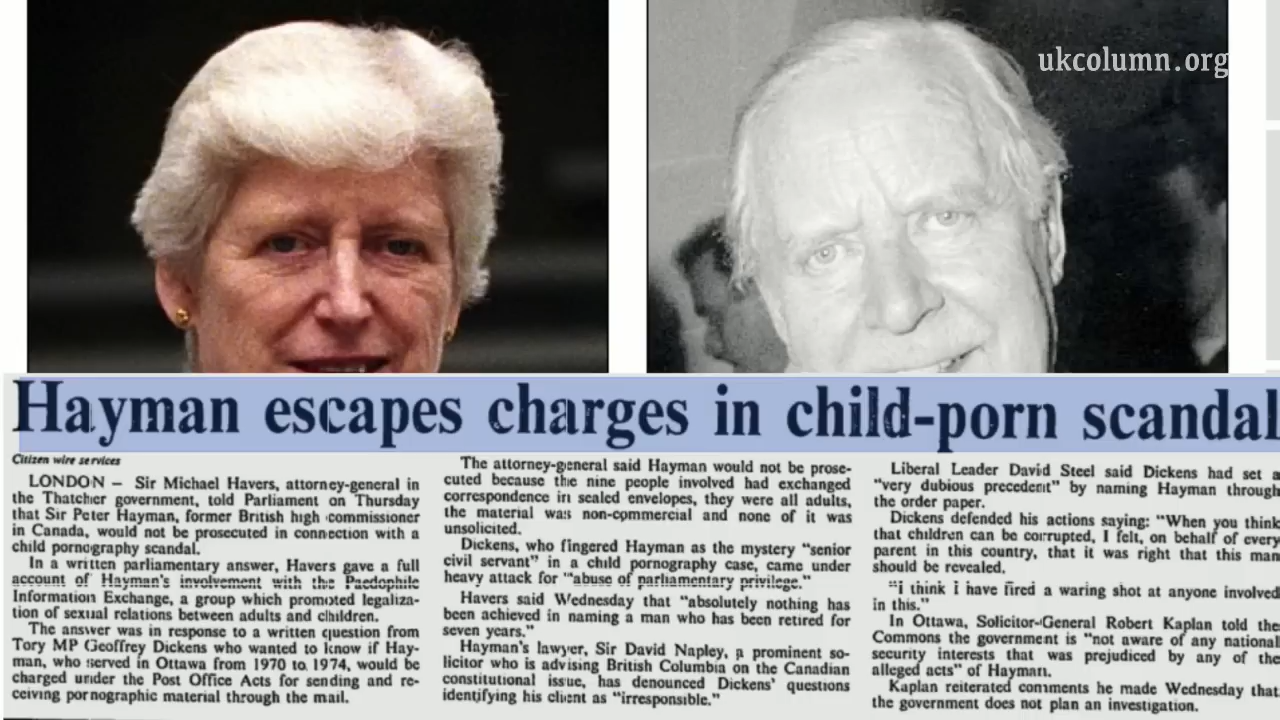 ukcolumn.org
Hayman escapes charges in child-porn scandal
Citizen wire services
LONDON — Sir Michael Havers, attorney-general in
the Thatcher government, told Parliament on Thursday
that Sir Peter Hayman, former British high commissioner
in Canada, would not be prosecuted in connection with a
child pornography scandal.
In a written parliamentary answer, Havers gave a full
account of Hayman's involvement with the Paedophile
Information Exchange, a group which promoted legaliza-
tion of sexual relations between adults and children.
The answer was in response to a written question from
Tory MP Geoffrey Dickens who wanted to know if Hay-
man, who served in Ottawa from 1970 to 1974, would be
charged under the Post Office Acts for sending and re-
ceiving pornographic material through the mail.
The attorney-general said Hayman would not be prose-
cuted because the nine people involved had exchanged
correspondence in sealed envelopes, they were all adults,
the material was non-commercial and none of it was
unsolicited.
Dickens, who fingered Hayman as the mystery "senior
civil servant" in a child pornography case, came under
heavy attack for "abuse of parliamentary privilege."
Havers said Wednesday that "absolutely nothing has
been achieved in naming a man who has been retired for
seven years."
Hayman's lawyer, Sir David Napley, a prominent so-
licitor who is advising British Columbia on the Canadian
constitutional issue, has denounced Dickens' questions
identifying his client as "irresponsible."
Liberal Leader David Steel said Dickens had set a
"very dubious precedent" by naming Hayman through
the order paper.
Dickens defended his actions saying: "When you think
that children can be corrupted, I felt, on behalf of every
parent in this country, that it was right that this man
should be revealed.
"i think I have fired a waring shot at anyone involved
in this."
In Ottawa, Solicitor-General Robert Kaplan told the
Commons the government is "not aware of any national
security interests that was prejudiced by any of the
alleged acts" of Hayman.
Kaplan reiterated comments he made Wednesday that
the government does not plan an investigation.